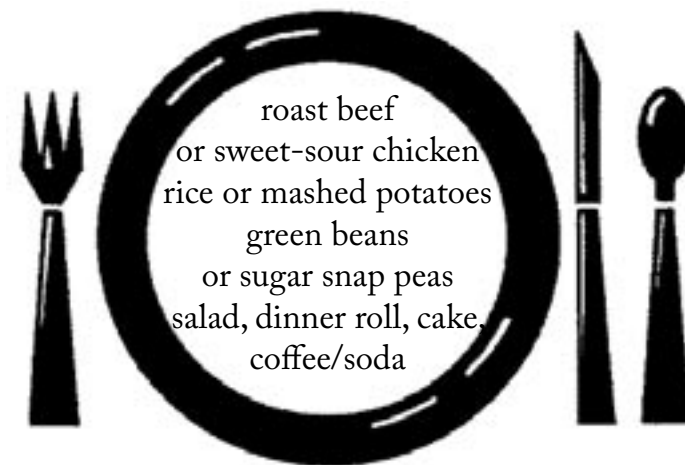 roast beef
or sweet-sour chicken
rice or mashed potatoes
green beans
or sugar snap peas
salad, dinner roll, cake,
coffee/soda